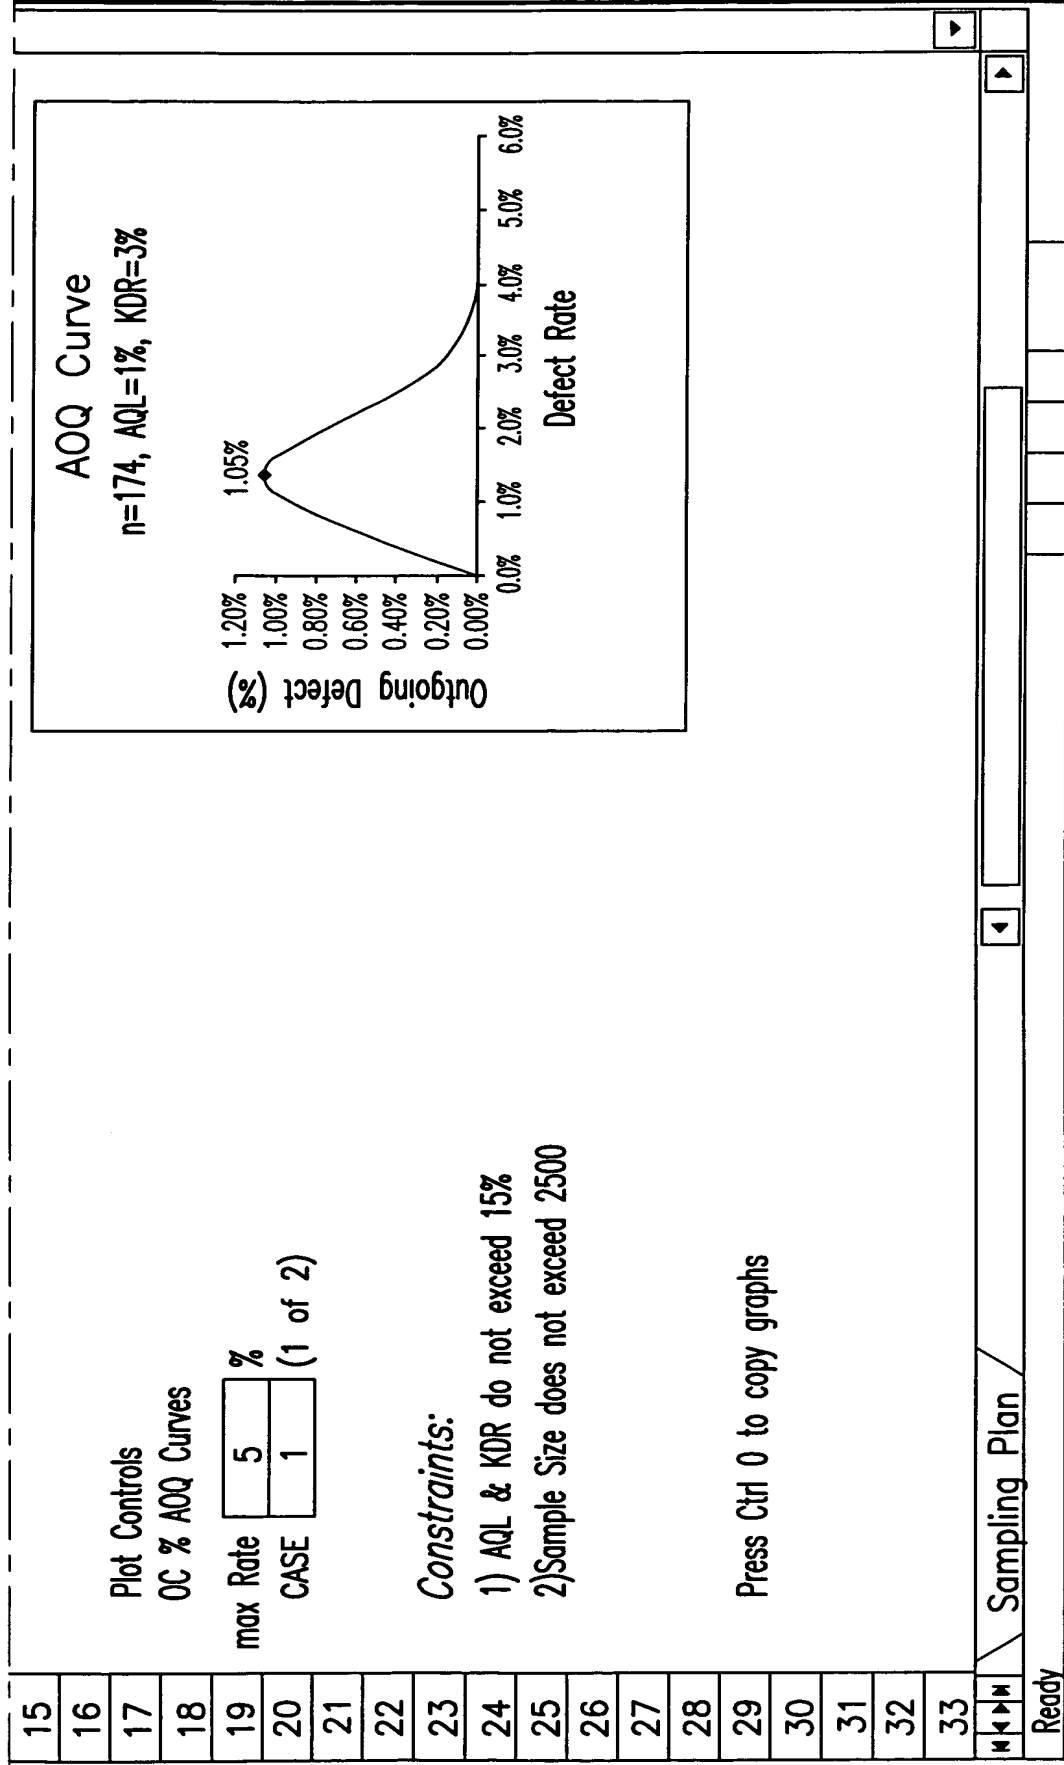 15
16
17
18
19
20
21
22
23
24
25
26
27
28
29
30
31
32
33
Plot Controls
OC % AOQ Curves
max Rate 5 %
CASE 1 (1 of 2)
Constraints:
1) AQL & KDR do not exceed 15%
2)Sample Size does not exceed 2500
Press Ctrl 0 to copy graphs
AOQ Curve
n=174, AQL=1%, KDR=3%
Outgoing Defect (%)
1.20%
1.00%
0.80%
0.60%
0.40%
0.20%
0.00%
1.05%
0.0% 1.0% 2.0% 3.0% 4.0% 5.0% 6.0%
Defect Rate
Sampling Plan
Ready